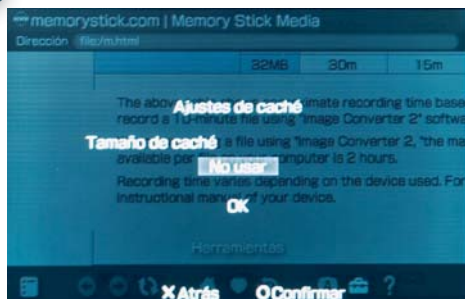 memorystick.com | Memory Stick Media
Dirección file:/m.html
32MB 30m 15m
The above imate recording time base
Ajustes de caché
record a 10-minute file using "Image Converter 2" softwa
Tamaño de caché a file using "Image Converter 2, "the ma
available per computer is 2 hours.
No usar
Recording time varies depending on the device used. For
instructional manual of your device.
OK
Herramientas
X Atrás O Confirmar